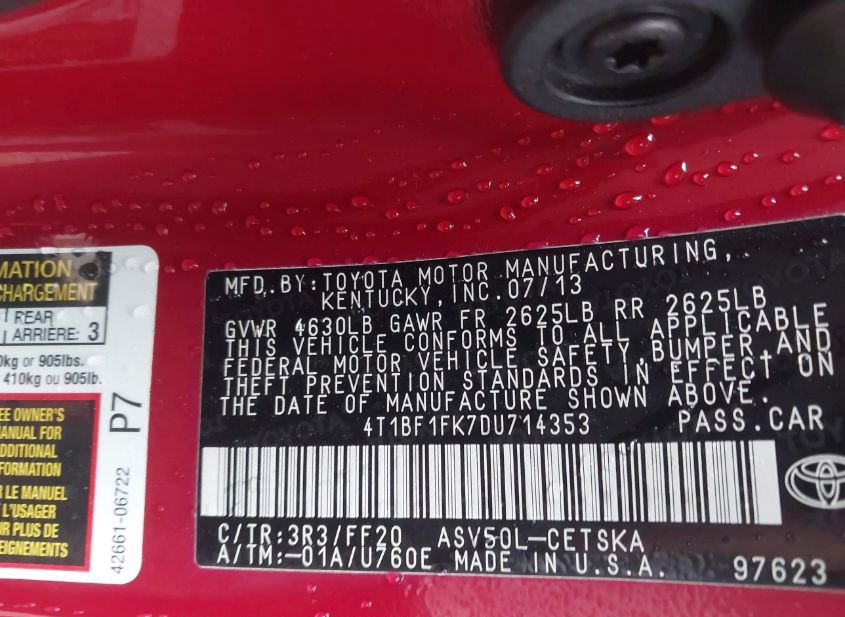 MATION
CHARGEMENT
REAR
ARRIÈRE: 3
kg or 905lbs.
410kg ou 905lb.
EE OWNER'S
ANUAL FOR
DDITIONAL
FORMATION
R LE MANUEL
L'USAGER
UR PLUS DE
EIGNEMENTS
P7
42661-06722
MFD.BY:TOYOTA MOTOR MANUFACTURING,
KENTUCKY,INC.07/13
GVWR 4630LB GAWR FR 2625LB RR 2625LB
THIS VEHICLE CONFORMS TO ALL APPLICABLE
FEDERAL MOTOR VEHICLE SAFETY,BUMPER,AND
THEFT PREVENTION STANDARDS IN EFFECT ON
THE DATE OF MANUFACTURE SHOWN ABOVE.
4T1BF1FK7DU714353 PASS.CAR
C/TR:3R3/FF20 ASV50L-CETSKA
A/TM:-01A/U760E MADE IN U.S.A. 97623